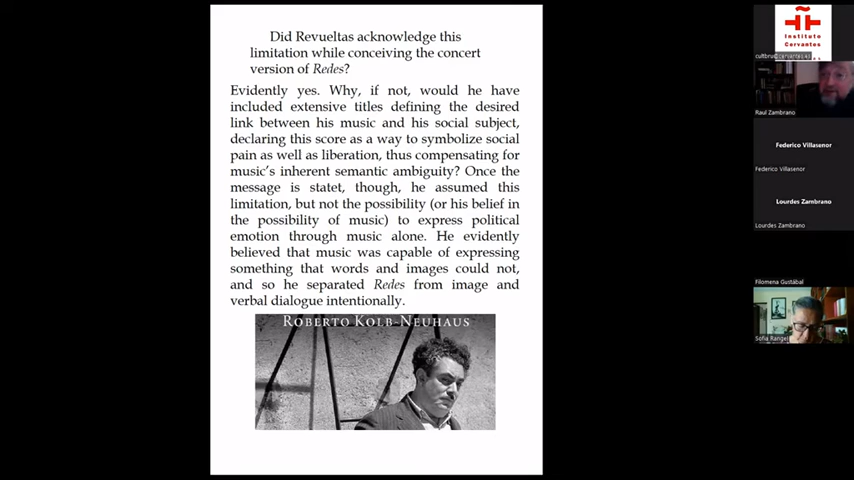 Did Revueltas acknowledge this
limitation while conceiving the concert
version of Redes?
Evidently yes. Why, if not, would he have
included extensive titles defining the desired
link between his music and his social subject,
declaring this score as a way to symbolize social
pain as well as liberation, thus compensating for
music's inherent semantic ambiguity? Once the
message is statet, though, he assumed this
limitation, but not the possibility (or his belief in
the possibility of music) to express political
emotion through music alone. He evidently
believed that music was capable of expressing
something that words and images could not,
and so he separated Redes from image and
verbal dialogue intentionally.
ROBERTO KOLB-NEUHAUS
Instituto
Cervantes
Raul Zambrano
Federico Villasenor
Federico Villasenor
Lourdes Zambrano
Lourdes Zambrano
Filomena Gustábal
Sofia Rangel